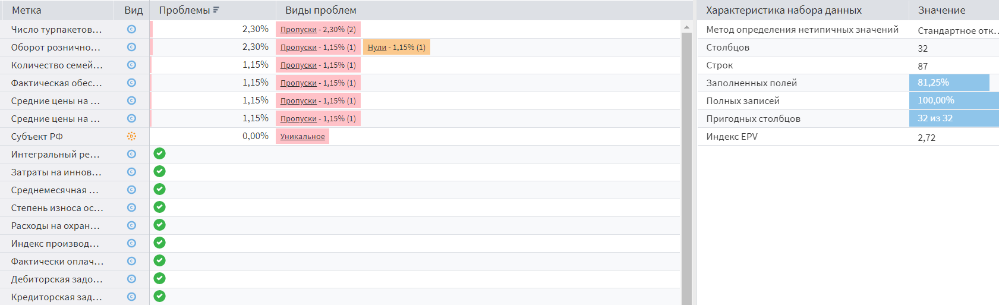 Метка Вид Проблемы Виды проблем
Число турпакетов... 2,30% Пропуски - 2,30% (2)
Оборот рознично... 2,30% Пропуски - 1,15% (1) Нули - 1,15% (1)
Количество семей... 1,15% Пропуски - 1,15% (1)
Фактическая обес... 1,15% Пропуски - 1,15% (1)
Средние цены на ... 1,15% Пропуски - 1,15% (1)
Средние цены на ... 1,15% Пропуски - 1,15% (1)
Субъект РФ 0,00% Уникальное
Интегральный ре...
Затраты на иннов...
Среднемесячная ...
Степень износа ос...
Расходы на охран...
Индекс производ...
Фактически оплач...
Дебиторская задо...
Кредиторская зад...
Характеристика набора данных Значение
Метод определения нетипичных значений Стандартное отк...
Столбцов 32
Строк 87
Заполненных полей 81,25%
Полных записей 100,00%
Пригодных столбцов 32 из 32
Индекс EPV 2,72